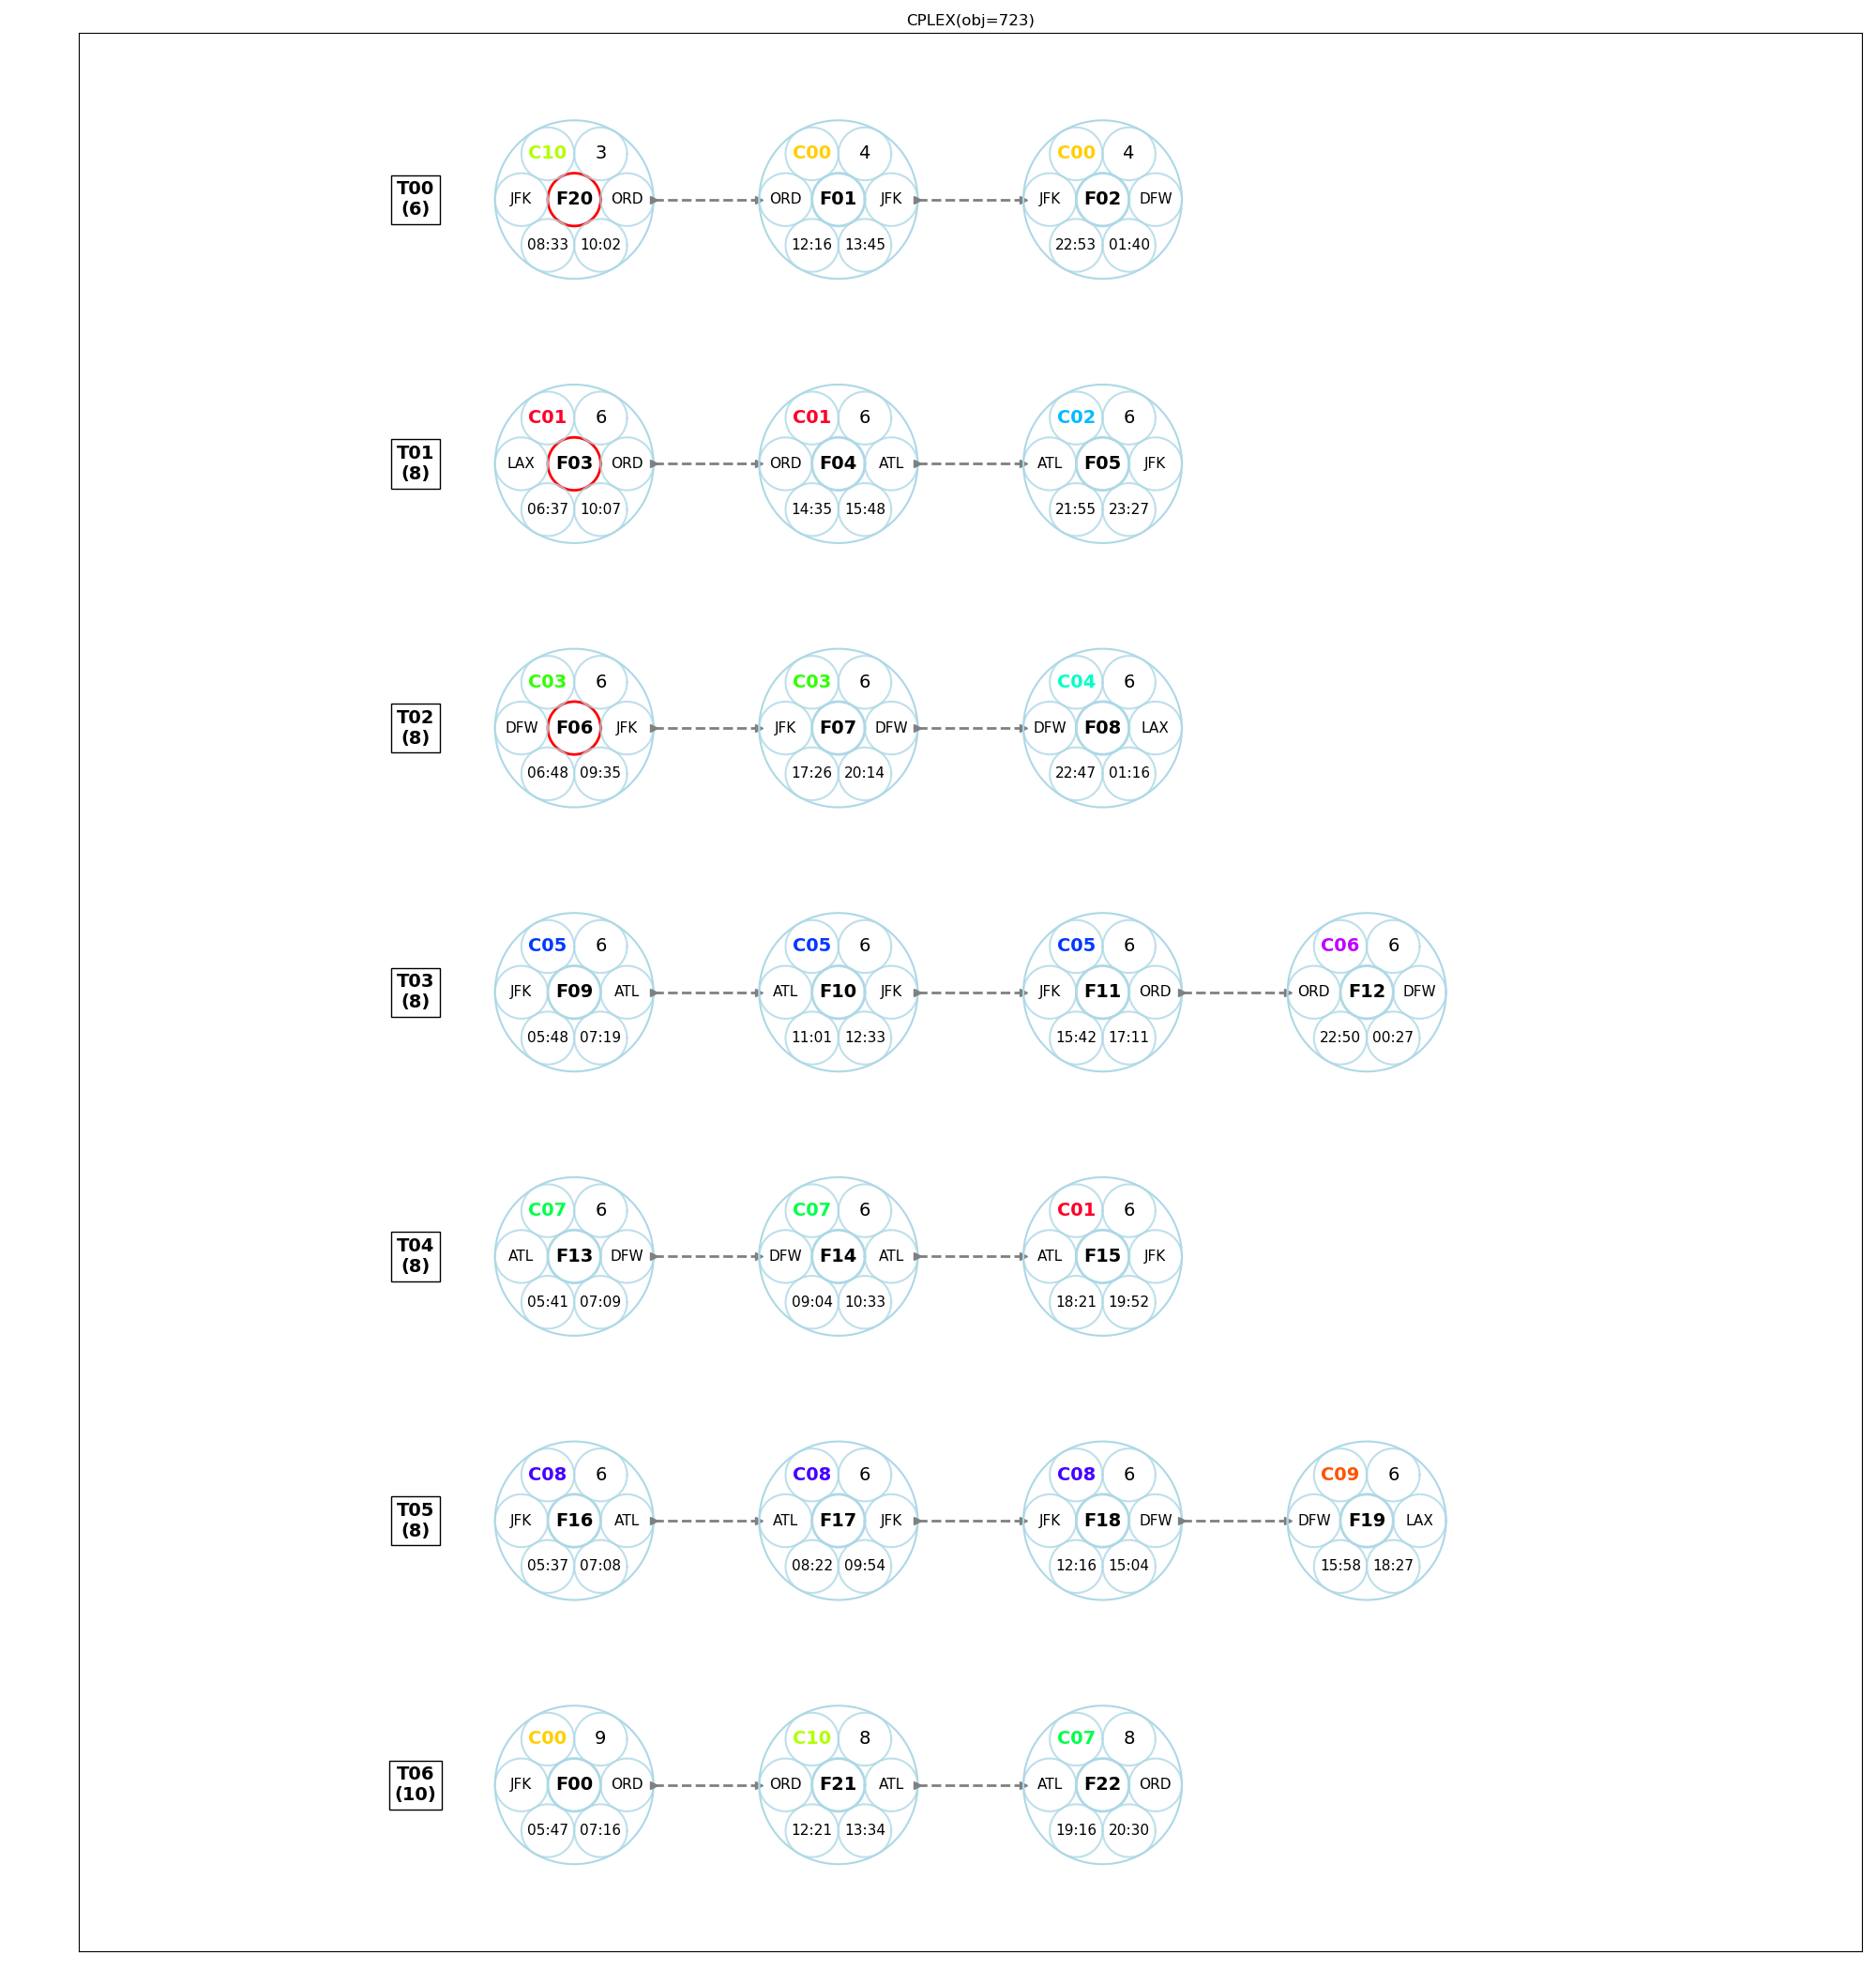 CPLEX(obj=723)
C10 3 C00 4 C00 4
T00
(6)
JFK F20 ORD ORD F01 JFK JFK F02 DFW
08:33 10:02 12:16 13:45 22:53 01:40
C01 6 C01 6 C02 6
T01
(8)
LAX F03 ORD ORD F04 ATL ATL F05 JFK
06:37 10:07 14:35 15:48 21:55 23:27
C03 6 C03 6 C04 6
T02
(8)
DFW F06 JFK JFK F07 DFW DFW F08 LAX
06:48 09:35 17:26 20:14 22:47 01:16
C05 6 C05 6 C05 6 C06 6
T03
(8)
JFK F09 ATL ATL F10 JFK JFK F11 ORD ORD F12 DFW
05:48 07:19 11:01 12:33 15:42 17:11 22:50 00:27
C07 6 C07 6 C01 6
T04
(8)
ATL F13 DFW DFW F14 ATL ATL F15 JFK
05:41 07:09 09:04 10:33 18:21 19:52
C08 6 C08 6 C08 6 C09 6
T05
(8)
JFK F16 ATL ATL F17 JFK JFK F18 DFW DFW F19 LAX
05:37 07:08 08:22 09:54 12:16 15:04 15:58 18:27
C00 9 C10 8 C07 8
T06
(10)
JFK F00 ORD ORD F21 ATL ATL F22 ORD
05:47 07:16 12:21 13:34 19:16 20:30